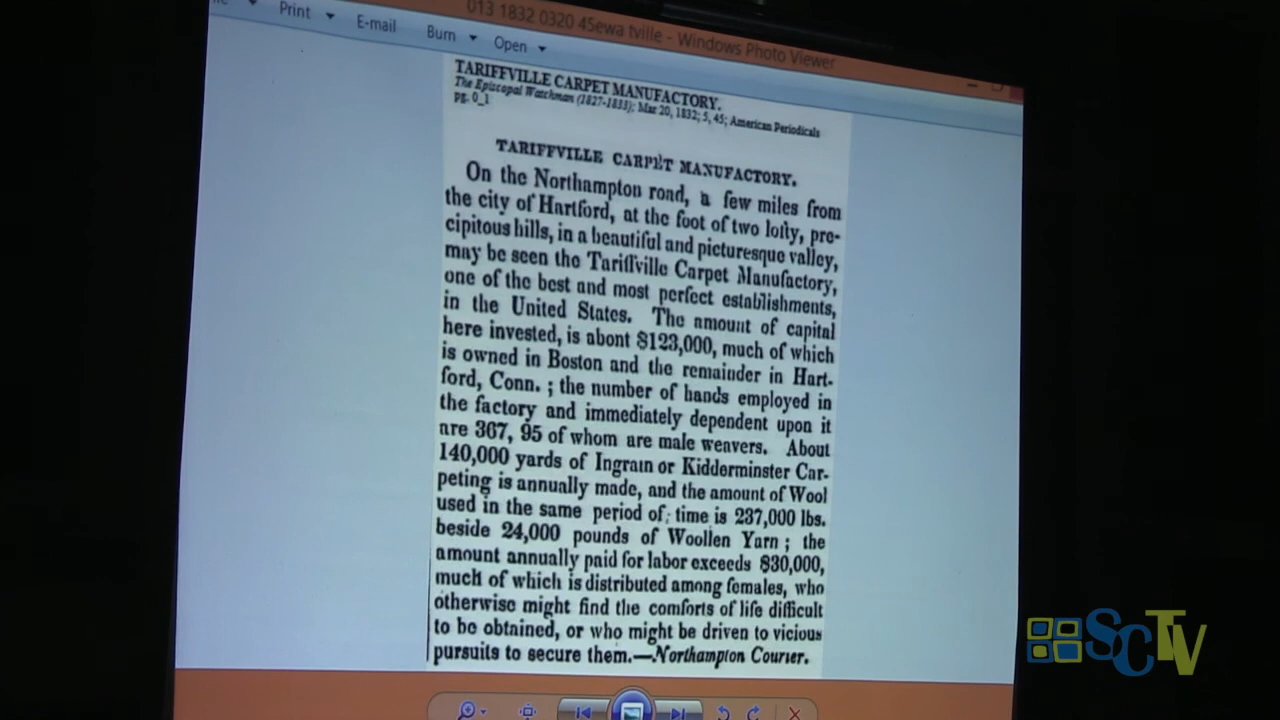 013 1832 0320 45ewa tville - Windows Photo Viewer
Print E-mail Burn Open
TARIFFVILLE CARPET MANUFACTORY.
The Episcopal Watchman (1827-1833); Mar 20, 1832; 5, 45; American Periodicals
pg. 0_1
TARIFFVILLE CARPET MANUFACTORY.
On the Northampton road, a few miles from
the city of Hartford, at the foot of two lofty, pre-
cipitous hills, in a beautiful and picturesque valley,
may be seen the Tariffville Carpet Manufactory,
one of the best and most perfect establishments,
in the United States. The amount of capital
here invested, is abont $123,000, much of which
is owned in Boston and the remainder in Hart-
ford, Conn. ; the number of hands employed in
the factory and immediately dependent upon it
are 367, 95 of whom are male weavers. About
140,000 yards of Ingrain or Kidderminster Car-
peting is annually made, and the amount of Wool
used in the same period of time is 237,000 lbs.
beside 24,000 pounds of Woollen Yarn ; the
amount annually paid for labor exceeds $30,000,
much of which is distributed among females, who
otherwise might find the comforts of life difficult
to be obtained, or who might be driven to vicious
pursuits to secure them.—Northampton Courier.
SCTV